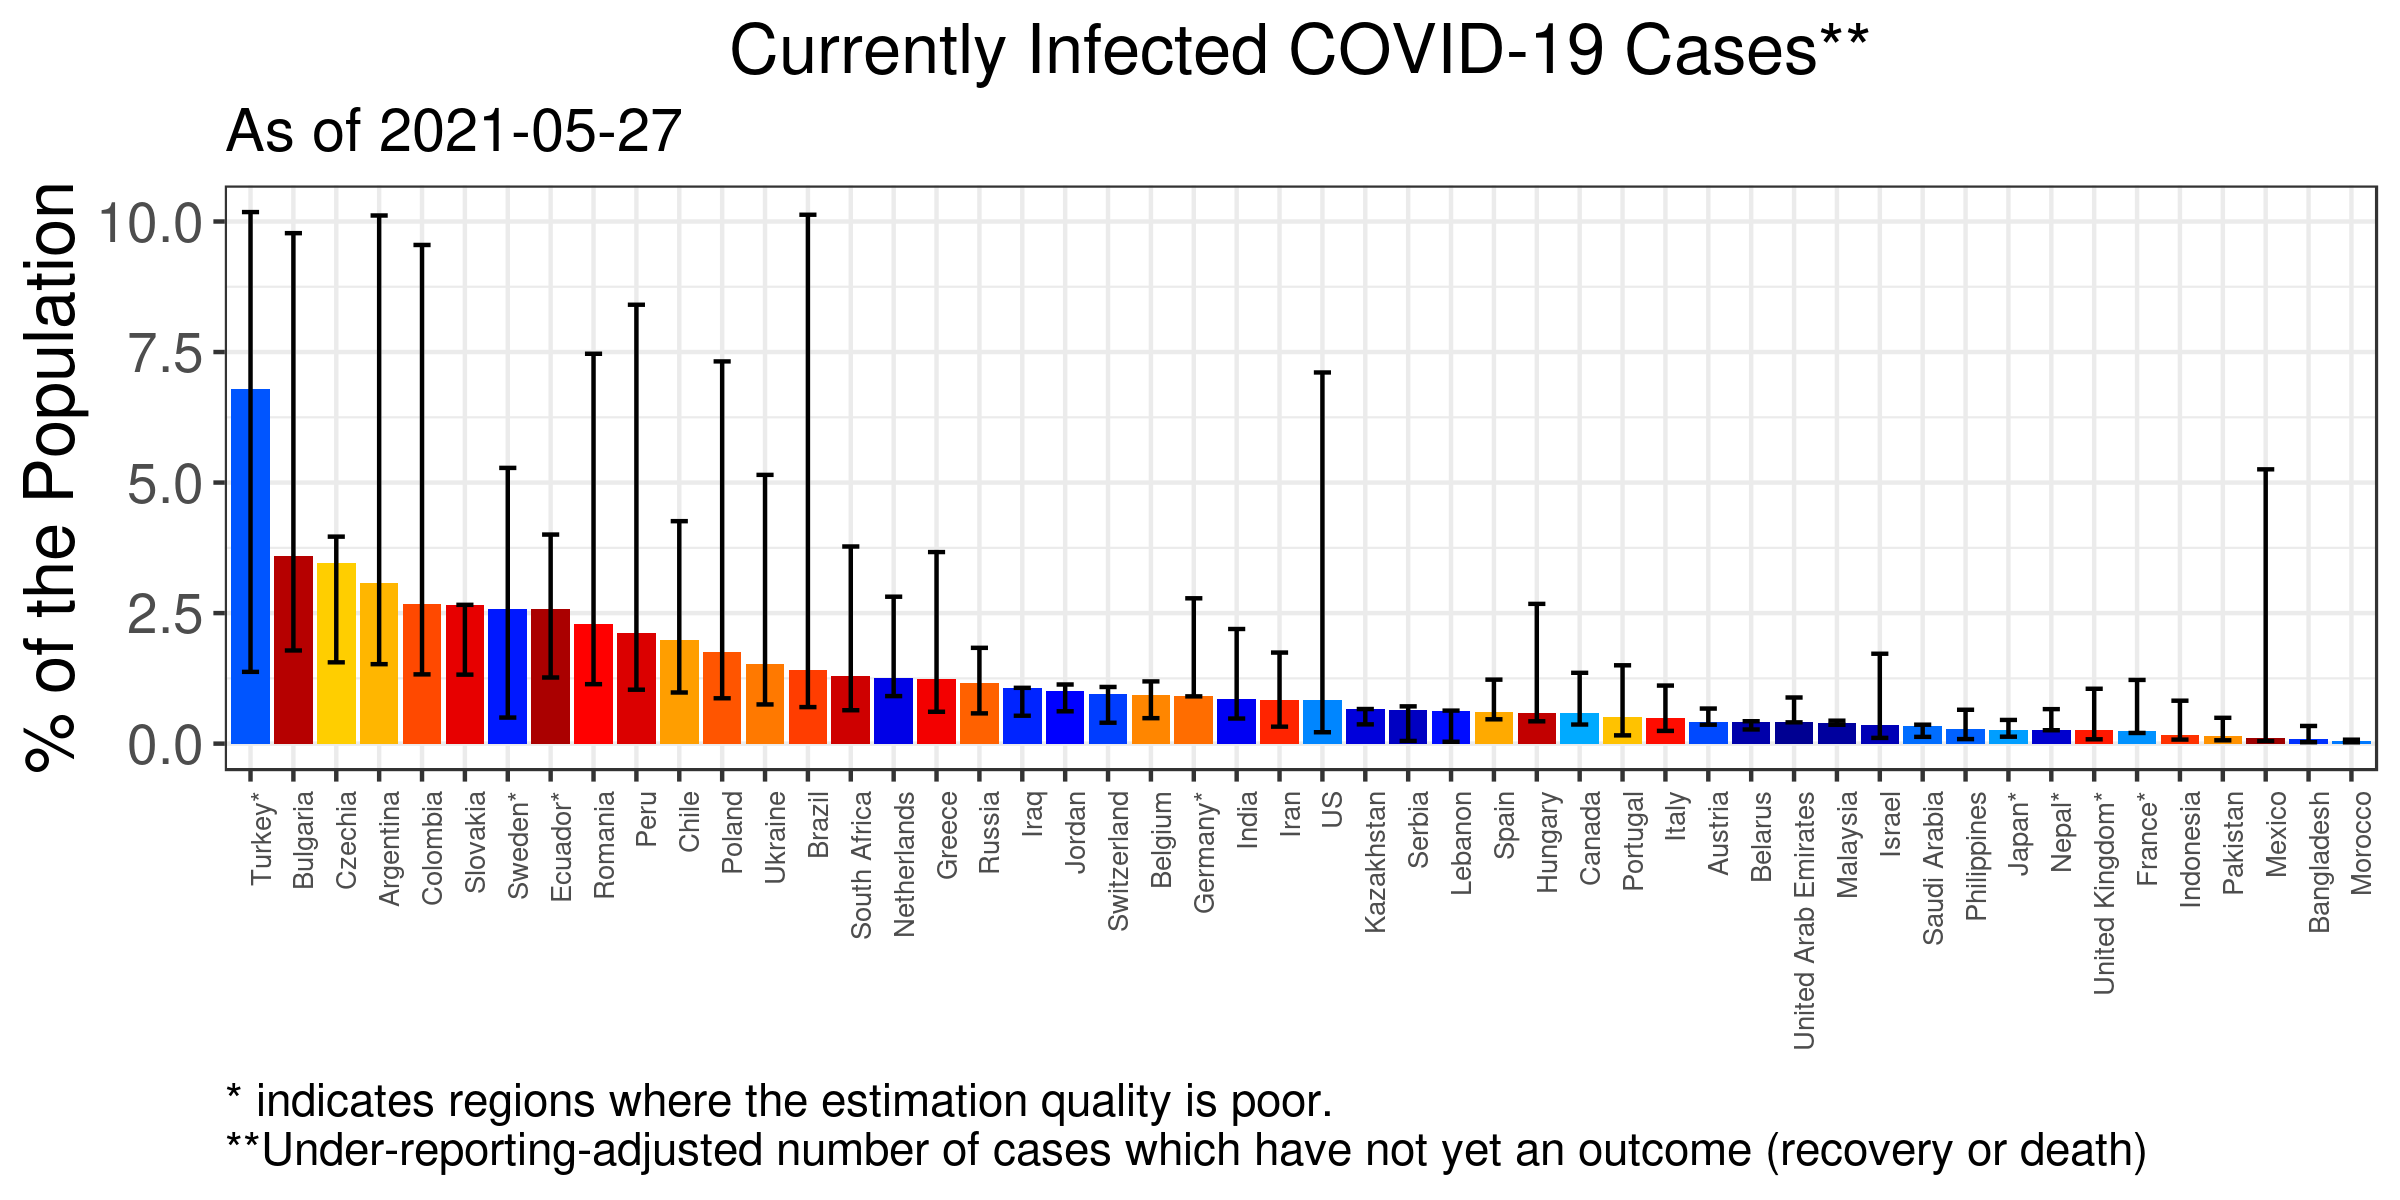 Currently Infected COVID-19 Cases**
As of 2021-05-27
% of the Population
10.0
7.5
5.0
2.5
0.0
Turkey*
Bulgaria
Czechia
Argentina
Colombia
Slovakia
Sweden*
Ecuador*
Romania
Peru
Chile
Poland
Ukraine
Brazil
South Africa
Netherlands
Greece
Russia
Iraq
Jordan
Switzerland
Belgium
Germany*
India
Iran
US
Kazakhstan
Serbia
Lebanon
Spain
Hungary
Canada
Portugal
Italy
Austria
Belarus
United Arab Emirates
Malaysia
Israel
Saudi Arabia
Philippines
Japan*
Nepal*
United Kingdom*
France*
Indonesia
Pakistan
Mexico
Bangladesh
Morocco
* indicates regions where the estimation quality is poor.
**Under-reporting-adjusted number of cases which have not yet an outcome (recovery or death)